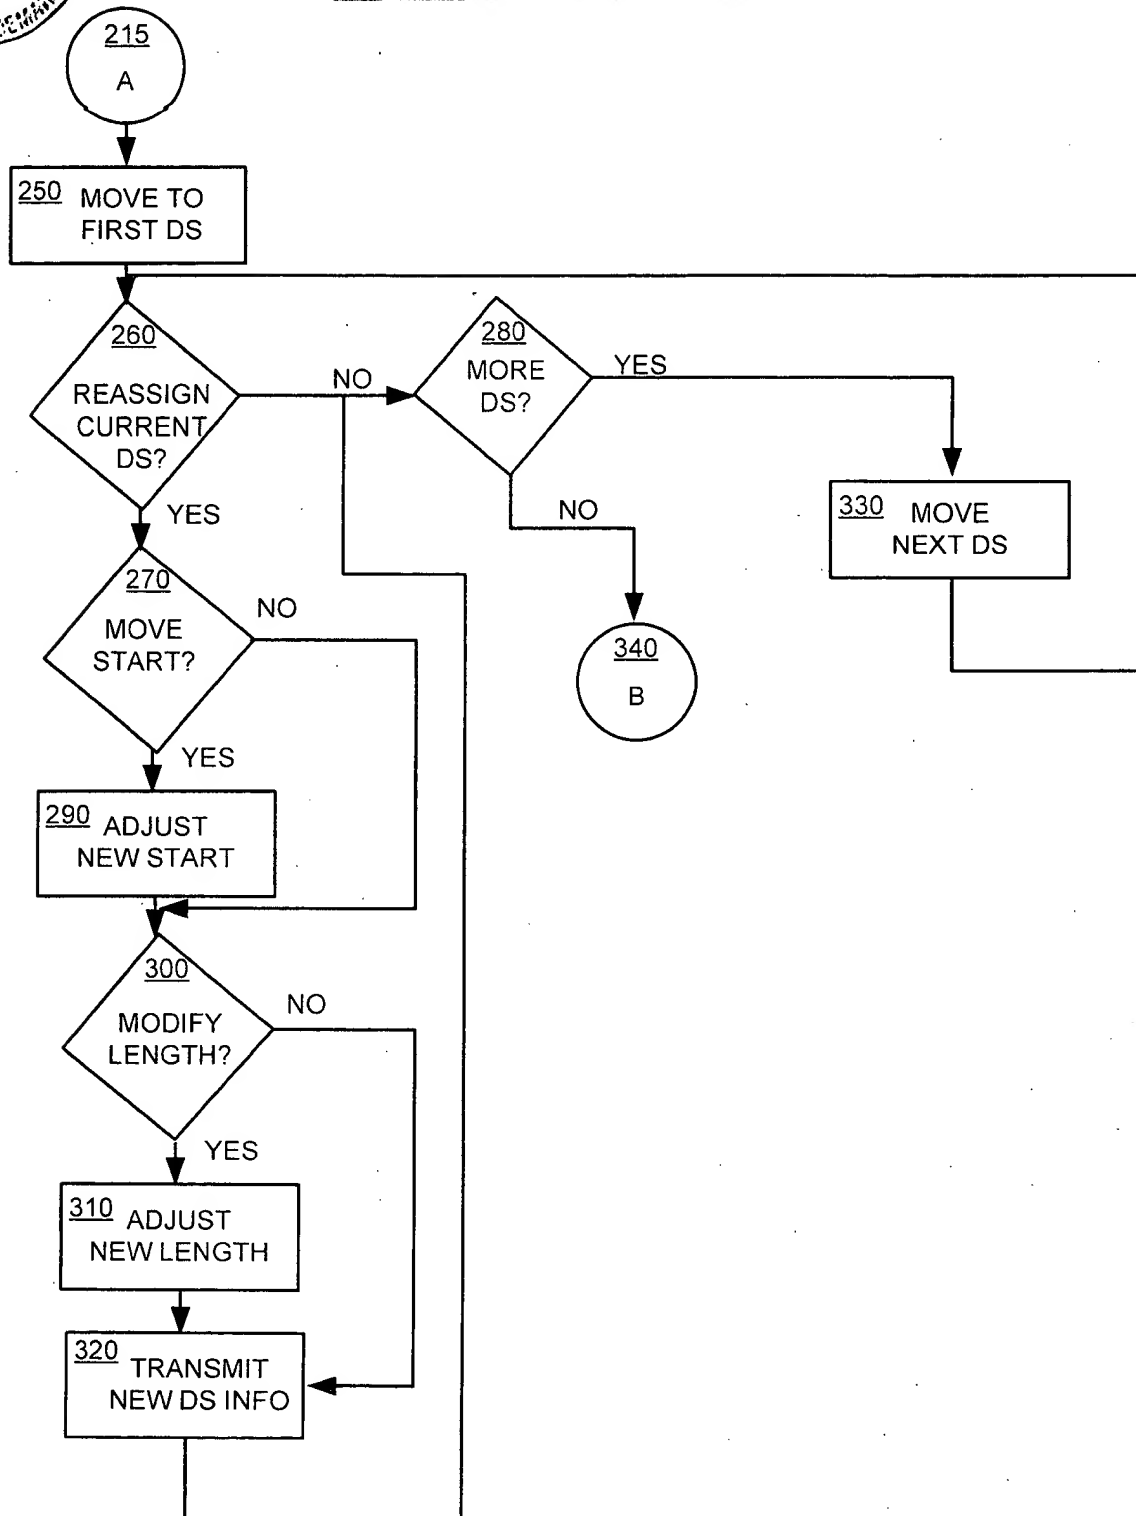 215
A
250 MOVE TO
FIRST DS
260
REASSIGN
CURRENT
DS?
NO
280
MORE
DS?
YES
NO
330 MOVE
NEXT DS
340
B
YES
270
MOVE
START?
NO
YES
290 ADJUST
NEW START
300
MODIFY
LENGTH?
NO
YES
310 ADJUST
NEW LENGTH
320 TRANSMIT
NEW DS INFO